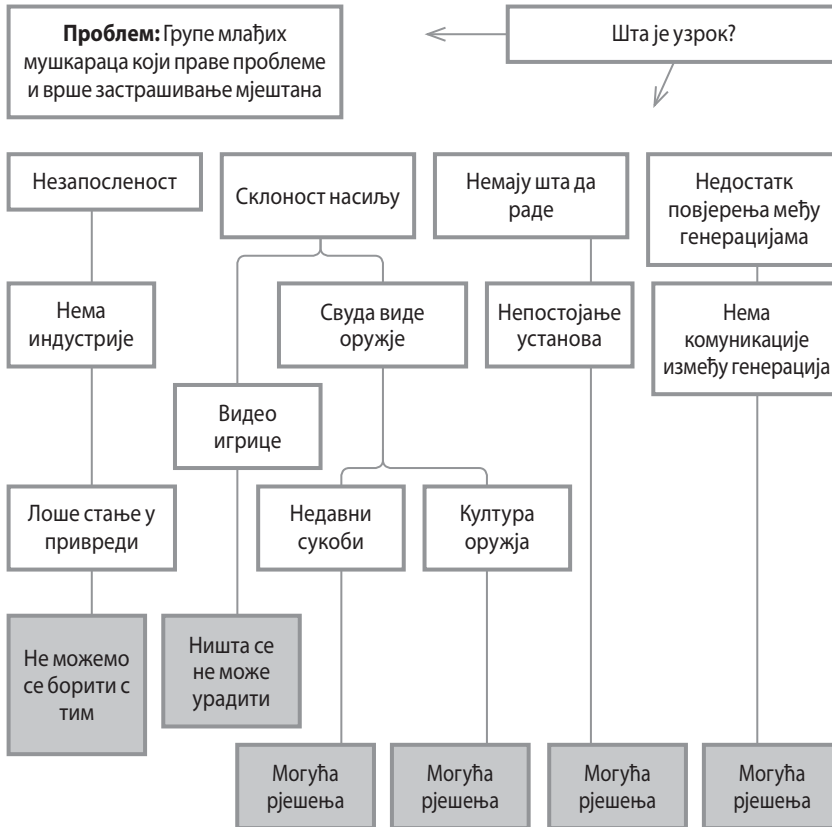 Проблем: Групе млађих
мушкараца који праве проблеме
и врше застрашивање мјештана
Шта је узрок?
Незапосленост
Склоност насиљу
Немају шта да
раде
Недостатк
повјерења међу
генерацијама
Нема
индустрије
Свуда виде
оружје
Непостојање
установа
Нема
комуникације
између генерација
Видео
игрице
Лоше стање у
привреди
Недавни
сукоби
Култура
оружја
Не можемо
се борити с
тим
Ништа се
не може
урадити
Могућа
рјешења
Могућа
рјешења
Могућа
рјешења
Могућа
рјешења